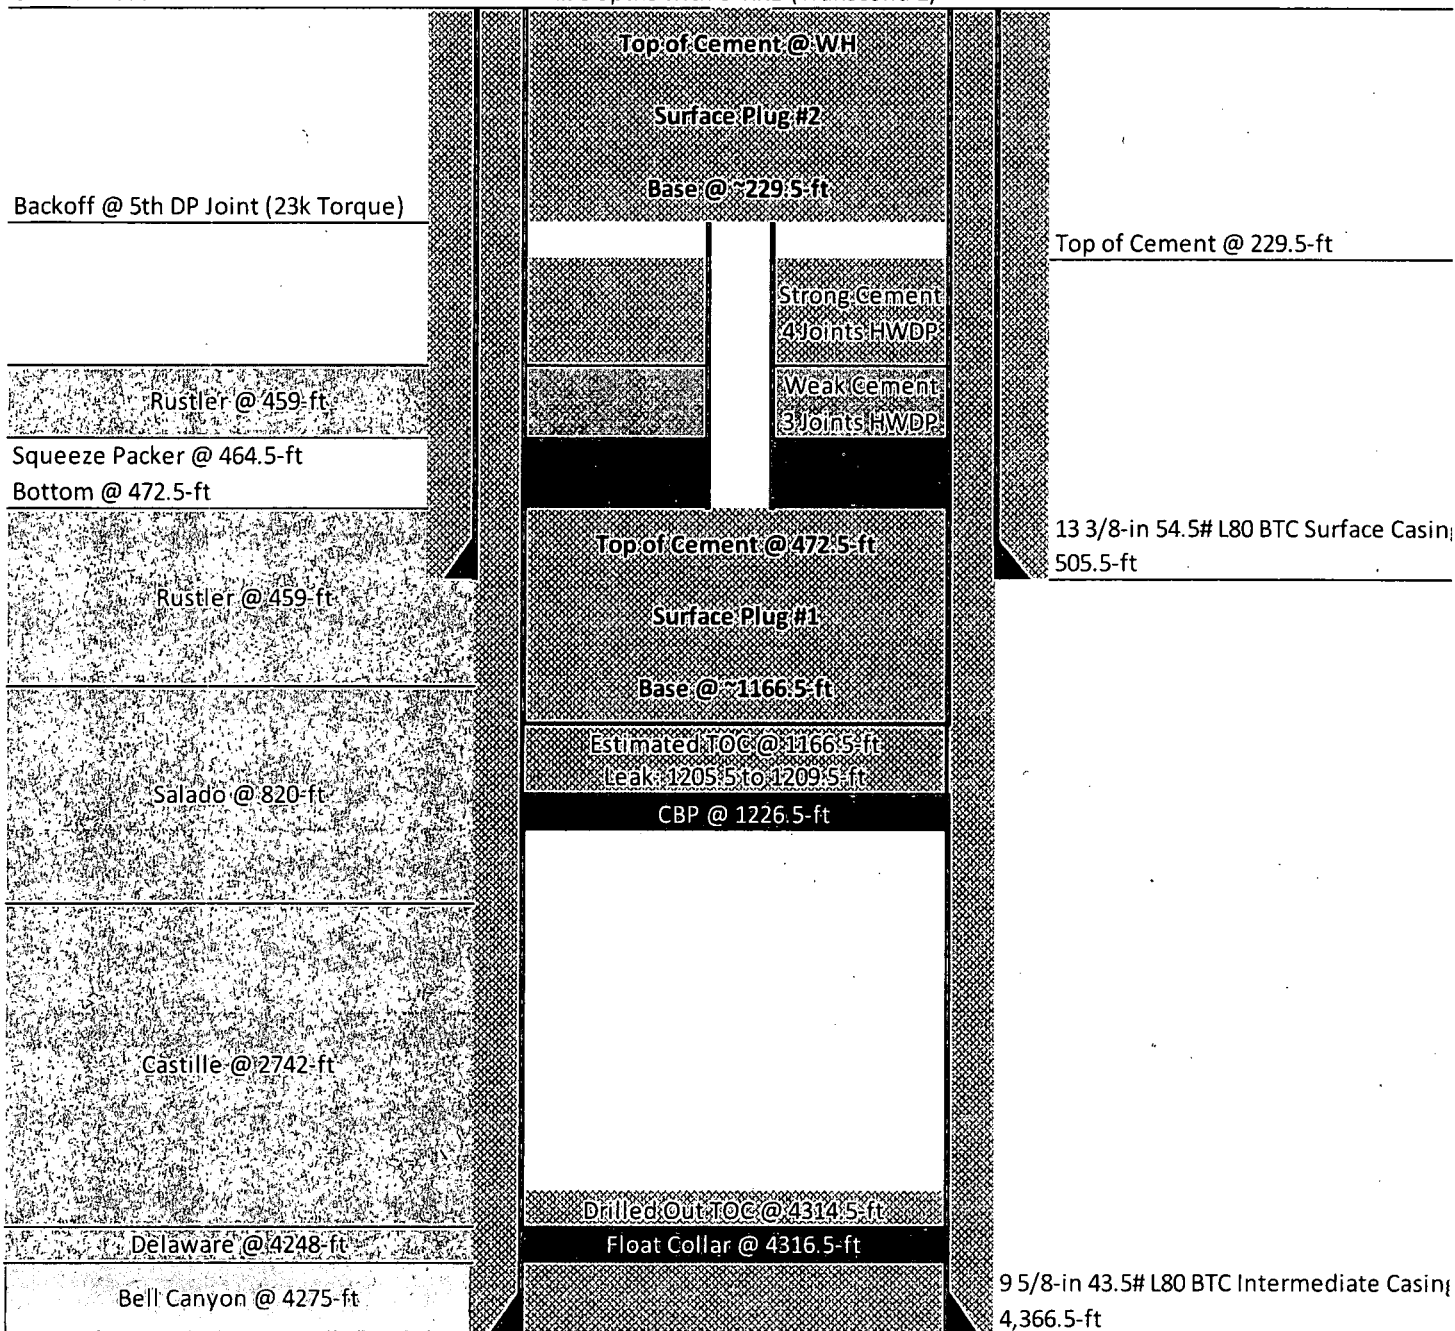 Top of Cement @ WH
Surface Plug #2
Base @ ~229.5-ft
Backoff @ 5th DP Joint (23k Torque)
Top of Cement @ 229.5-ft
Strong Cement
4 Joints HWDP
Weak Cement
3 Joints HWDP
Rustler @ 459-ft
Squeeze Packer @ 464.5-ft
Bottom @ 472.5-ft
13 3/8-in 54.5# L80 BTC Surface Casing
505.5-ft
Top of Cement @ 472.5-ft
Rustler @ 459-ft
Surface Plug #1
Base @ ~1166.5-ft
Estimated TOC @ 1166.5-ft
Leak: 1205.5 to 1209.5-ft
Salado @ 820-ft
CBP @ 1226.5-ft
Castille @ 2742-ft
Drilled Out TOC @ 4314.5-ft
Delaware @ 4248-ft
Float Collar @ 4316.5-ft
Bell Canyon @ 4275-ft
9 5/8-in 43.5# L80 BTC Intermediate Casing
4,366.5-ft